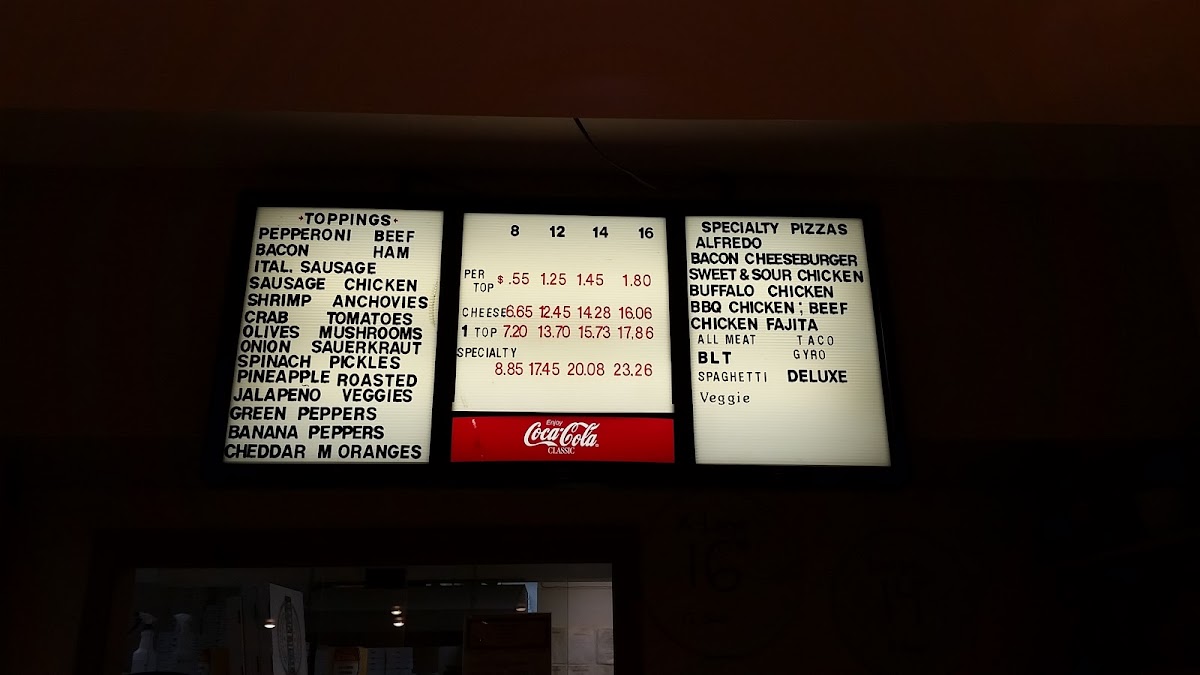 +TOPPINGS+
PEPPERONI BEEF
BACON HAM
ITAL. SAUSAGE
SAUSAGE CHICKEN
SHRIMP ANCHOVIES
CRAB TOMATOES
OLIVES MUSHROOMS
ONION SAUERKRAUT
SPINACH PICKLES
PINEAPPLE ROASTED
JALAPEÑO VEGGIES
GREEN PEPPERS
BANANA PEPPERS
CHEDDAR M ORANGES
8 12 14 16
PER
TOP $ .55 1.25 1.45 1.80
CHEESE 6.65 12.45 14.28 16.06
1 TOP 7.20 13.70 15.73 17.86
SPECIALTY
8.85 17.45 20.08 23.26
Enjoy
Coca-Cola
CLASSIC
SPECIALTY PIZZAS
ALFREDO
BACON CHEESEBURGER
SWEET & SOUR CHICKEN
BUFFALO CHICKEN
BBQ CHICKEN ; BEEF
CHICKEN FAJITA
ALL MEAT TACO
BLT GYRO
SPAGHETTI DELUXE
Veggie